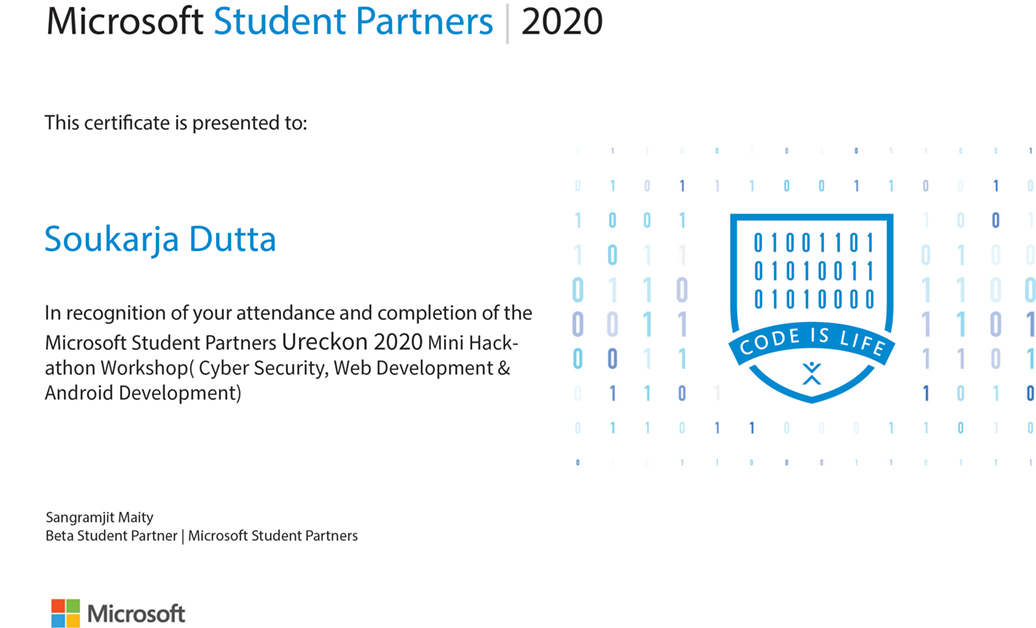 Microsoft Student Partners | 2020
This certificate is presented to:
Soukarja Dutta
In recognition of your attendance and completion of the
Microsoft Student Partners Ureckon 2020 Mini Hack-
athon Workshop( Cyber Security, Web Development &
Android Development)
01001101
01010011
01010000
CODE IS LIFE
Sangramjit Maity
Beta Student Partner | Microsoft Student Partners
Microsoft